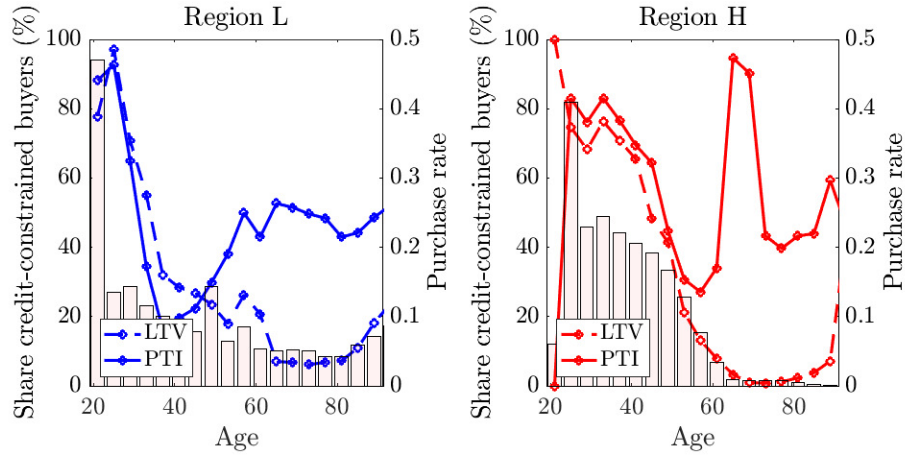 Region L
Share credit-constrained buyers (%)
100
80
60
40
20
0
0.5
0.4
0.3
0.2
0.1
0
Purchase rate
LTV
PTI
20 40 60 80
Age
Region H
Share credit-constrained buyers (%)
100
80
60
40
20
0
0.5
0.4
0.3
0.2
0.1
0
Purchase rate
LTV
PTI
20 40 60 80
Age